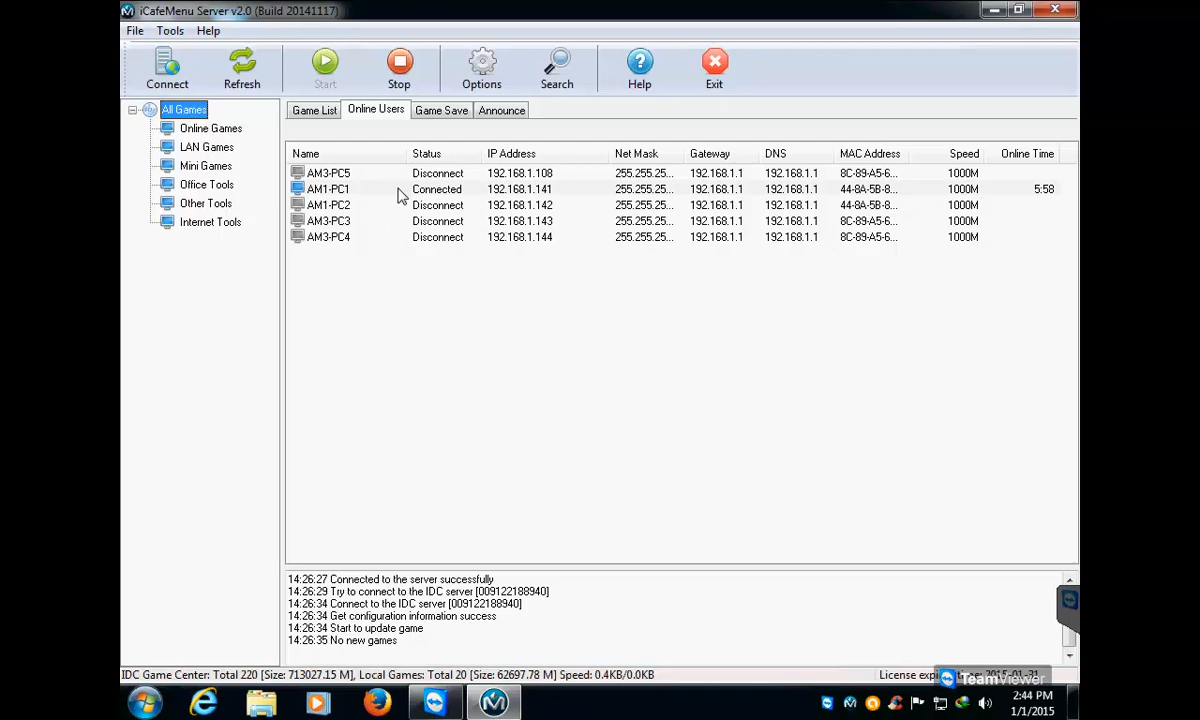 iCafeMenu Server v2.0 (Build 20141117)
File Tools Help
Connect Refresh Start Stop Options Search Help Exit
All Games
Online Games
LAN Games
Mini Games
Office Tools
Other Tools
Internet Tools
Game List Online Users Game Save Announce
Name Status IP Address Net Mask Gateway DNS MAC Address Speed Online Time
AM3-PC5 Disconnect 192.168.1.108 255.255.25... 192.168.1.1 192.168.1.1 8C-89-A5-6... 1000M
AM1-PC1 Connected 192.168.1.141 255.255.25... 192.168.1.1 192.168.1.1 44-8A-5B-8... 1000M 5:58
AM1-PC2 Disconnect 192.168.1.142 255.255.25... 192.168.1.1 192.168.1.1 44-8A-5B-8... 1000M
AM3-PC3 Disconnect 192.168.1.143 255.255.25... 192.168.1.1 192.168.1.1 8C-89-A5-6... 1000M
AM3-PC4 Disconnect 192.168.1.144 255.255.25... 192.168.1.1 192.168.1.1 8C-89-A5-6... 1000M
14:26:27 Connected to the server successfully
14:26:29 Try to connect to the IDC server [009122188940]
14:26:34 Connect to the IDC server [009122188940]
14:26:34 Get configuration information success
14:26:34 Start to update game
14:26:35 No new games
IDC Game Center: Total 220 [Size: 713027.15 M], Local Games: Total 20 [Size: 62697.78 M] Speed: 0.4KB/0.0KB License
TeamViewer
2:44 PM
1/1/2015